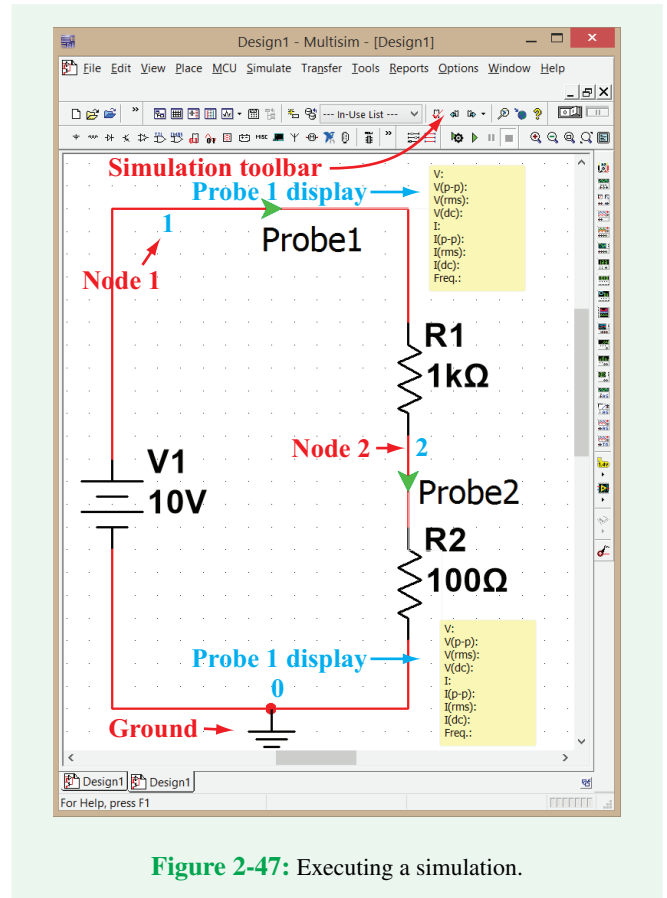 Design1 - Multisim - [Design1]
File Edit View Place MCU Simulate Transfer Tools Reports Options Window Help
--- In-Use List ---
MISC
Simulation toolbar
Probe 1 display
V:
V(p-p):
V(rms):
V(dc):
I:
I(p-p):
I(rms):
I(dc):
Freq.:
1
Probe1
Node 1
R1
1kΩ
Node 2
2
V1
10V
Probe2
R2
100Ω
V:
V(p-p):
V(rms):
V(dc):
I:
I(p-p):
I(rms):
I(dc):
Freq.:
Probe 1 display
0
Ground
Design1 Design1
For Help, press F1
Figure 2-47: Executing a simulation.